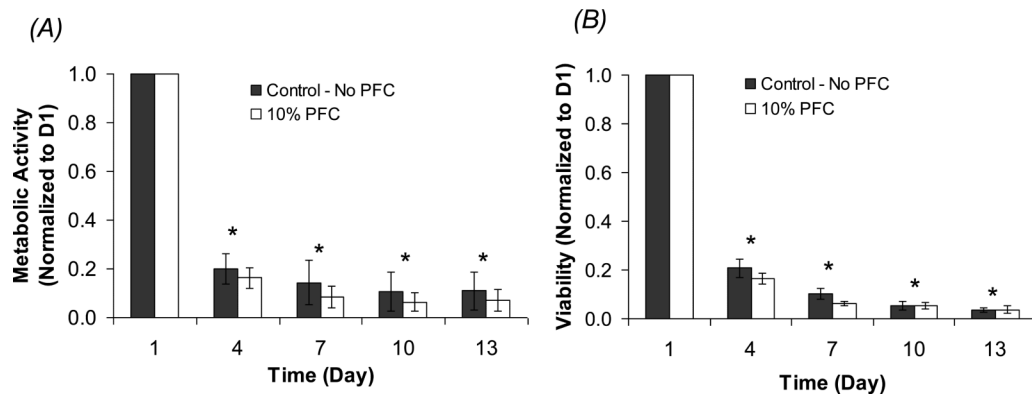 (A)
Metabolic Activity
(Normalized to D1)
1.0
0.8
0.6
0.4
0.2
0.0
Control - No PFC
10% PFC
*
*
*
*
1
4
7
10
13
Time (Day)
(B)
Viability (Normalized to D1)
1.0
0.8
0.6
0.4
0.2
0.0
Control - No PFC
10% PFC
*
*
*
*
1
4
7
10
13
Time (Day)